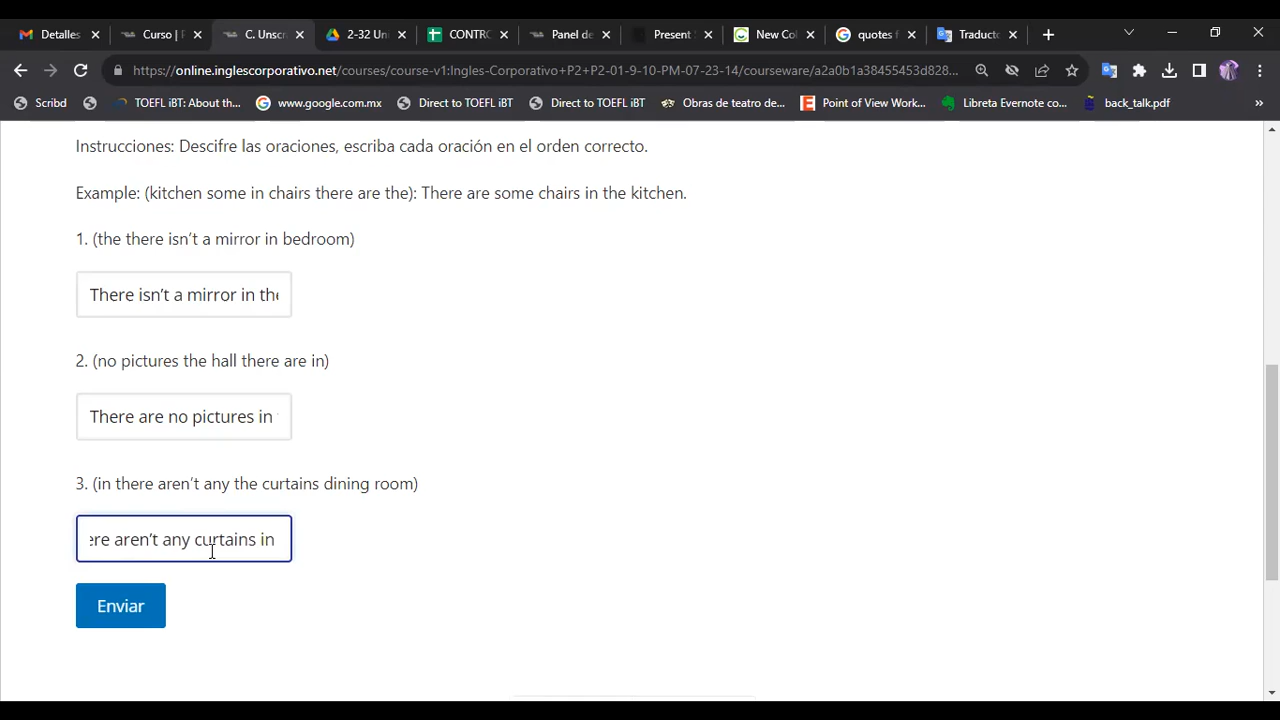 Detalles
Curso | P
C. Unscr
2-32 Un
CONTRO
Panel de
Present S
New Col
quotes f
Traducto
https://online.inglescorporativo.net/courses/course-v1:Ingles-Corporativo+P2+P2-01-9-10-PM-07-23-14/courseware/a2a0b1a38455453d828...
Scribd
TOEFL iBT: About th...
www.google.com.mx
Direct to TOEFL iBT
Direct to TOEFL iBT
Obras de teatro de...
Point of View Work...
Libreta Evernote co...
back_talk.pdf
»
Instrucciones: Descifre las oraciones, escriba cada oración en el orden correcto.
Example: (kitchen some in chairs there are the): There are some chairs in the kitchen.
1. (the there isn’t a mirror in bedroom)
There isn’t a mirror in the
2. (no pictures the hall there are in)
There are no pictures in
3. (in there aren’t any the curtains dining room)
ere aren’t any curtains in
Enviar